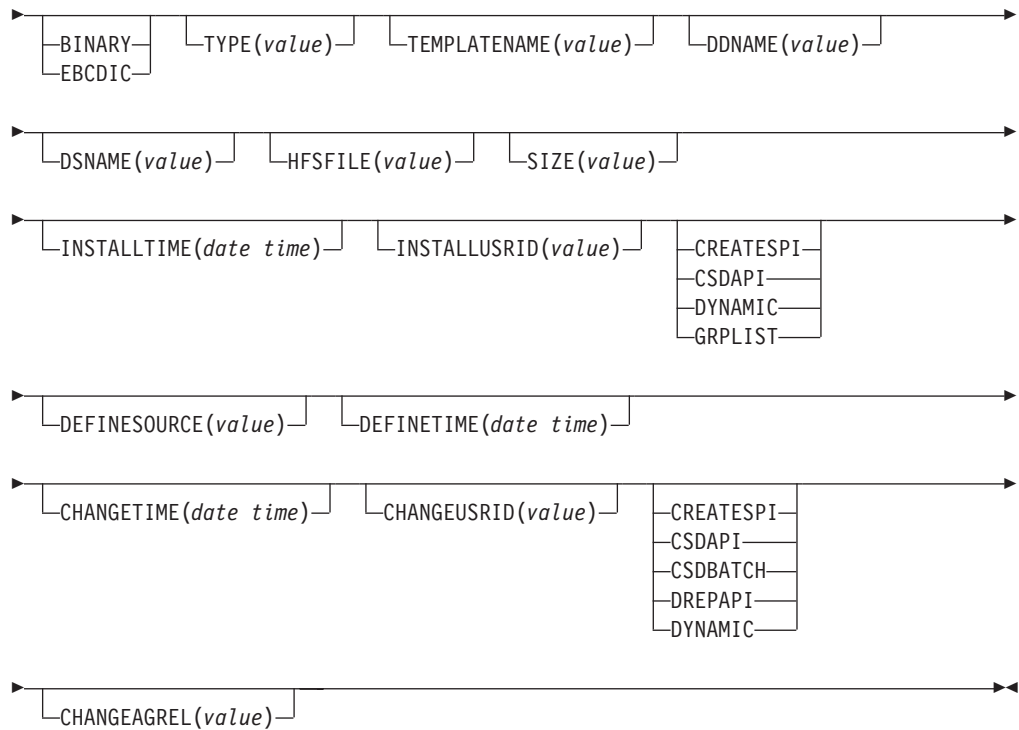 BINARY TYPE(value) TEMPLATENAME(value) DDNAME(value)
EBCDIC
DSNAME(value) HFSFILE(value) SIZE(value)
INSTALLTIME(date time) INSTALLUSRID(value) CREATESPI
CSDAPI
DYNAMIC
GRPLIST
DEFINESOURCE(value) DEFINETIME(date time)
CHANGETIME(date time) CHANGEUSRID(value) CREATESPI
CSDAPI
CSDBATCH
DREPAPI
DYNAMIC
CHANGEAGREL(value)